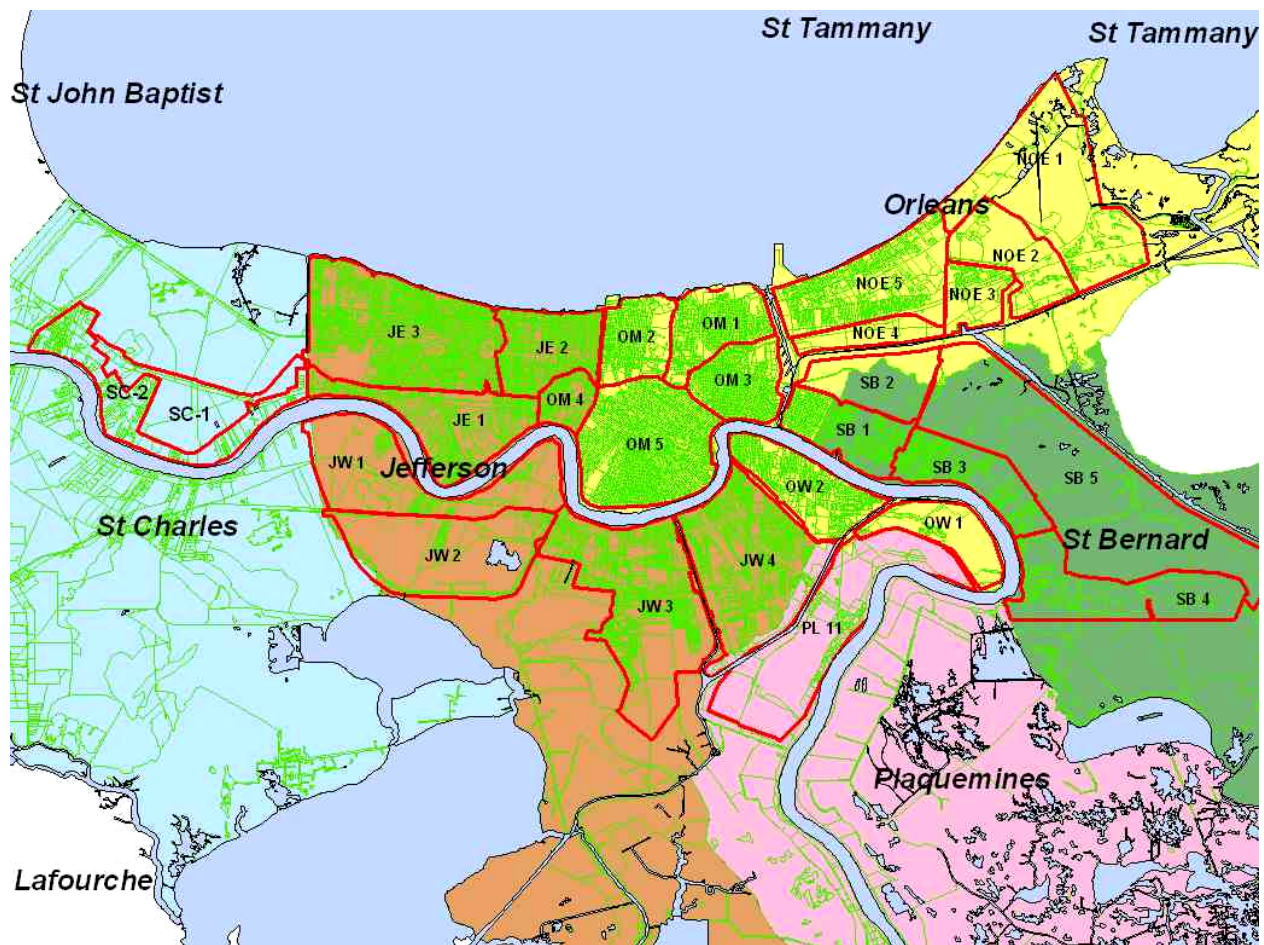 St Tammany
St Tammany
St John Baptist
NOE 1
Orleans
NOE 2
NOE 5
NOE 3
OM 1
JE 3
OM 2
NOE 4
JE 2
OM 3
SB 2
SC-2
OM 4
SC-1
JE 1
SB 1
OM 5
JW 1
Jefferson
SB 3
SB 5
OW 2
St Charles
OW 1
St Bernard
JW 2
JW 4
SB 4
JW 3
PL 11
Plaquemines
Lafourche